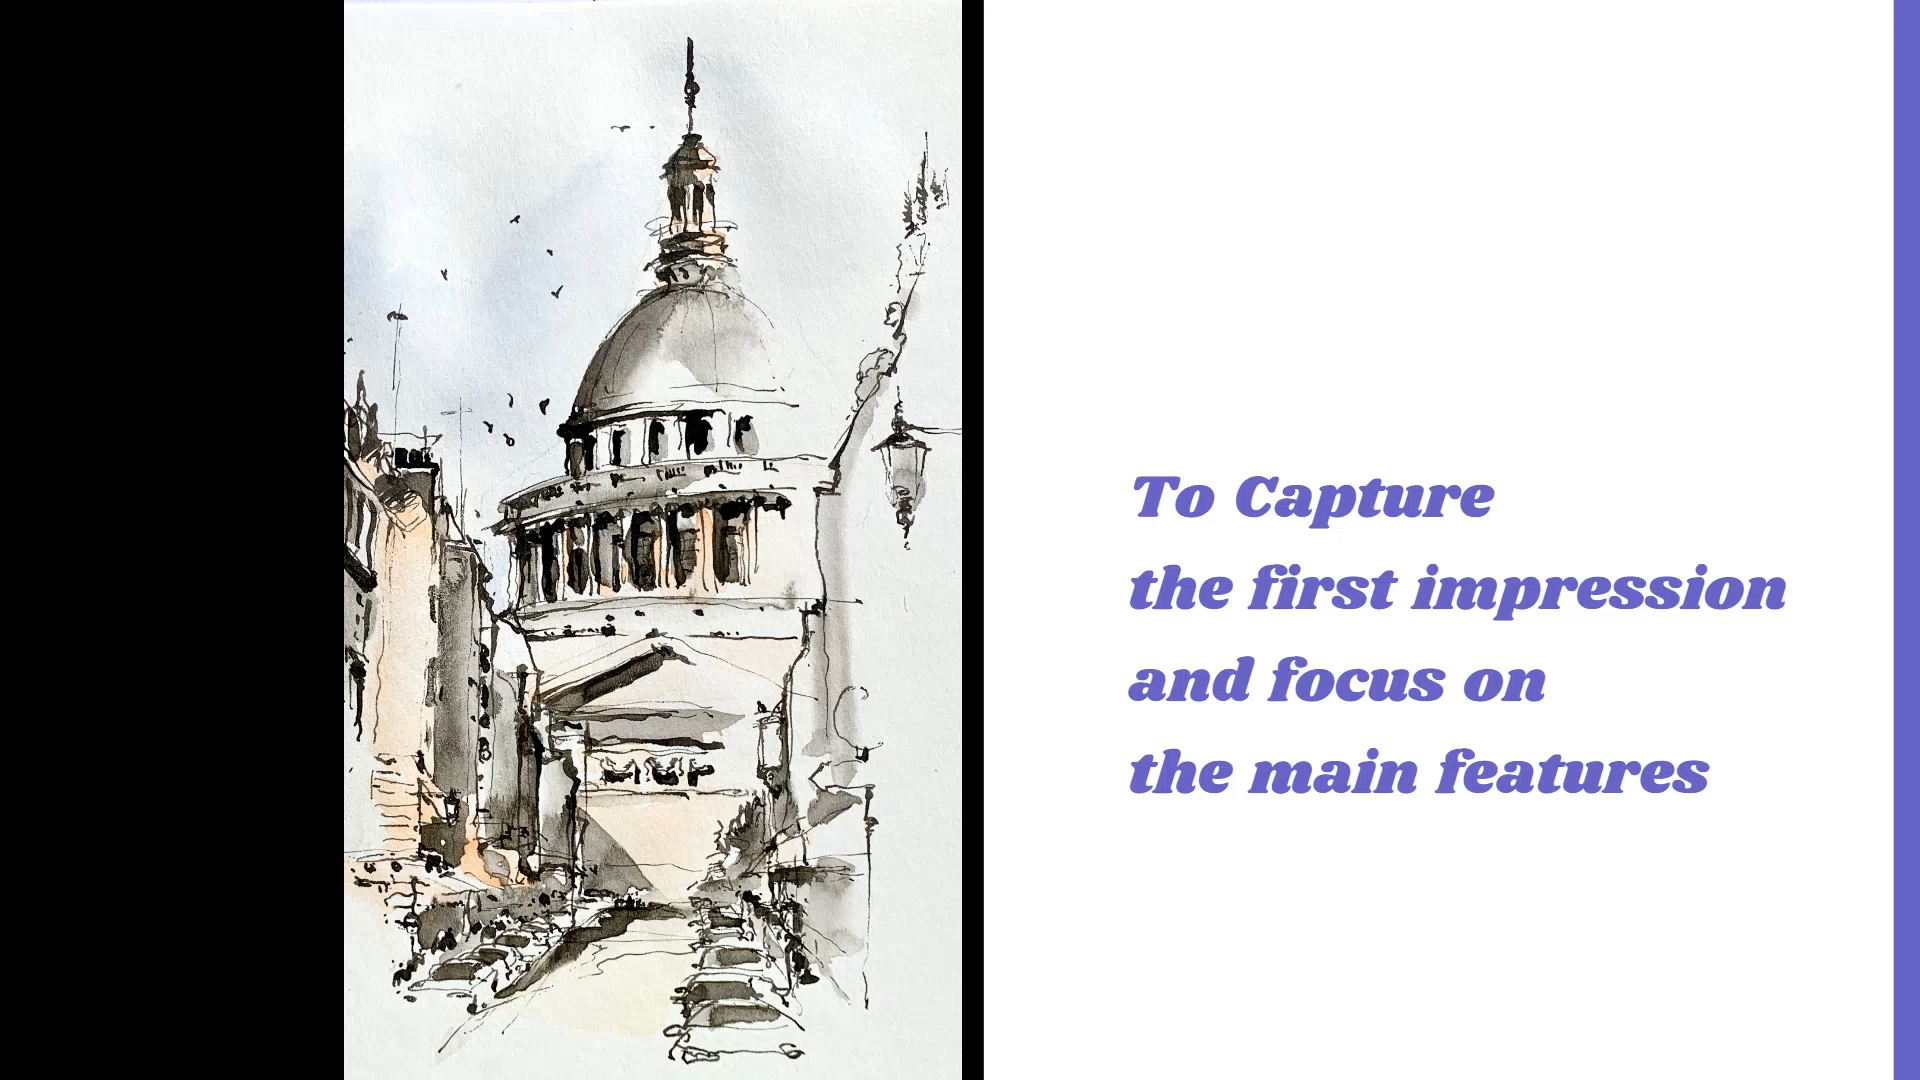 To Capture
the first impression
and focus on
the main features